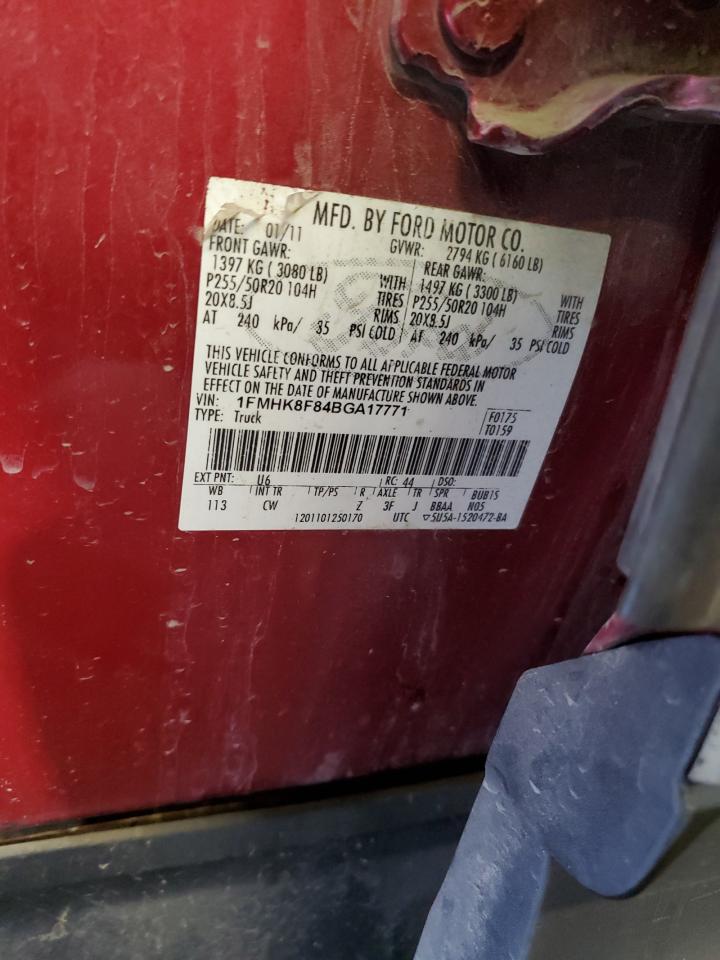 MFD. BY FORD MOTOR CO.
DATE: 01/11 GVWR: 2794 KG ( 6160 LB)
FRONT GAWR: REAR GAWR:
1397 KG ( 3080 LB) WITH 1497 KG (3300 LB) WITH
P255/50R20 104H TIRES P255/50R20 104H TIRES
20X8.5J RIMS 20X8.5J RIMS
AT 240 kPa/ 35 PSI COLD AT 240 kPa/ 35 PSI COLD
THIS VEHICLE CONFORMS TO ALL APPLICABLE FEDERAL MOTOR
VEHICLE SAFETY AND THEFT PREVENTION STANDARDS IN
EFFECT ON THE DATE OF MANUFACTURE SHOWN ABOVE.
VIN: 1FMHK8F84BGA17771
TYPE: Truck F0175
T0159
EXT PNT: U6 RC: 44 DSO:
WB INT TR TP/PS R AXLE TR SPR BUB15
113 CW Z 3F J BBAA N05
1201101250170 UTC ▽5U5A-1520472-BA